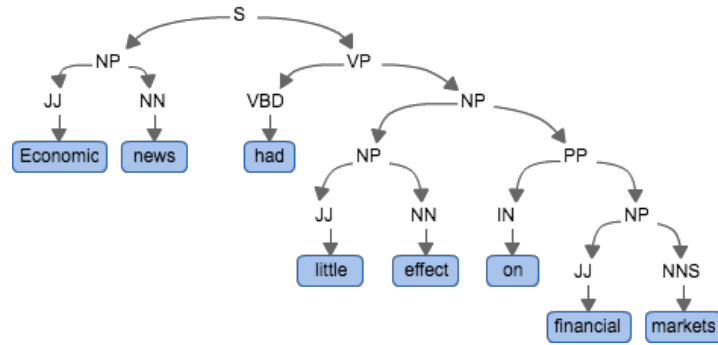 S
NP VP
JJ NN VBD NP
Economic news had NP PP
JJ NN IN NP
little effect on JJ NNS
financial markets